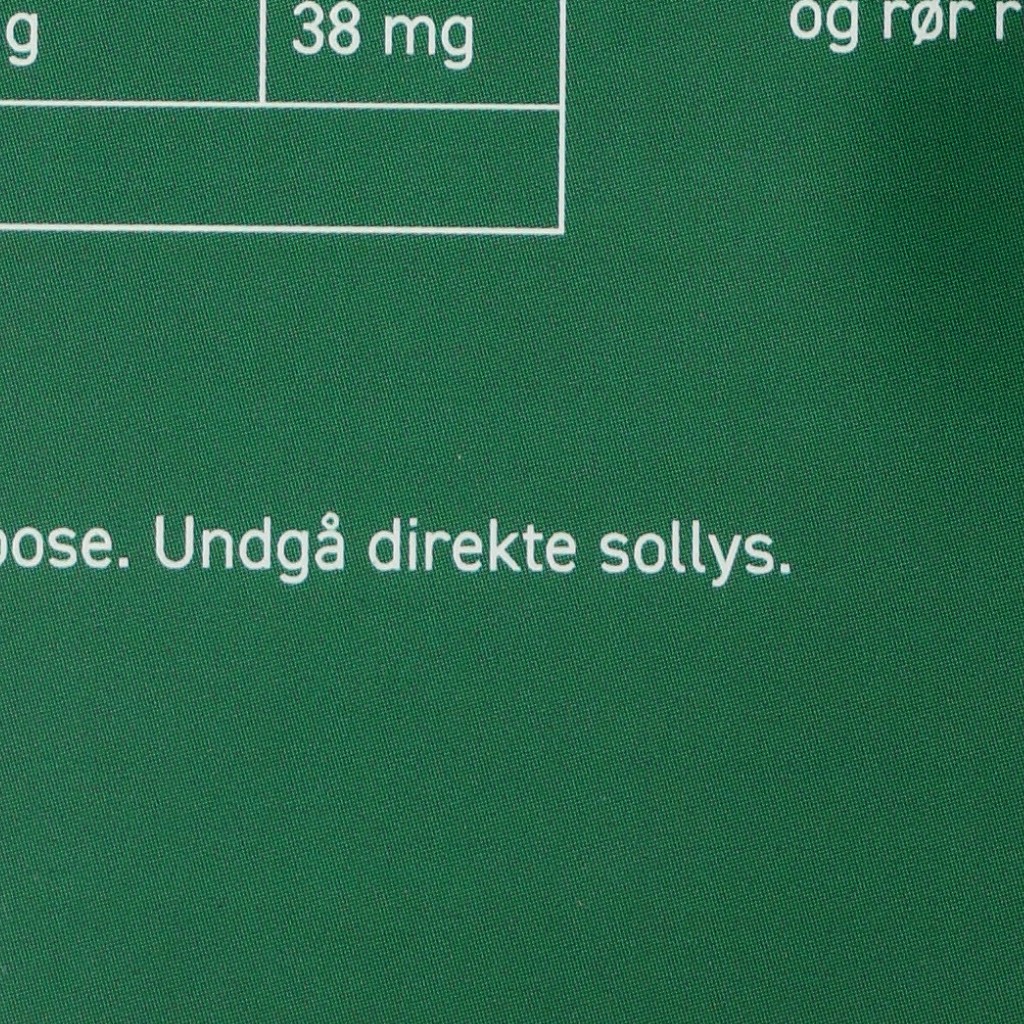 g 38 mg
og rør
pose. Undgå direkte sollys.